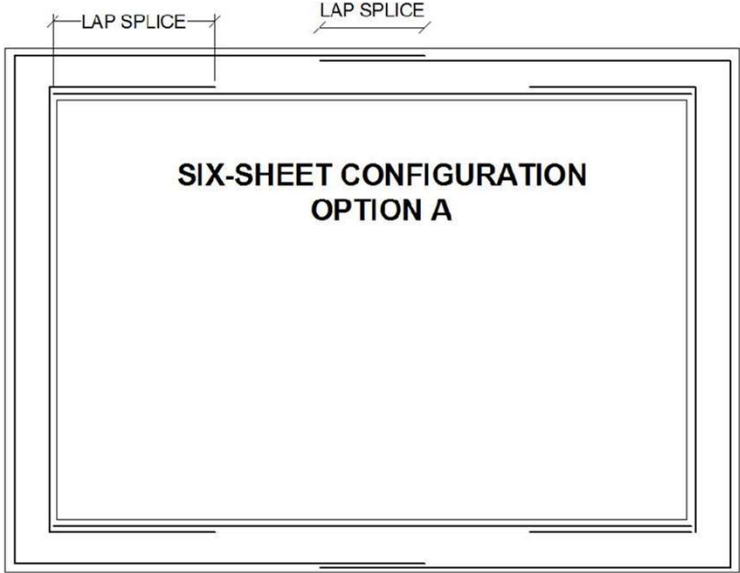 LAP SPLICE
LAP SPLICE
SIX-SHEET CONFIGURATION
OPTION A